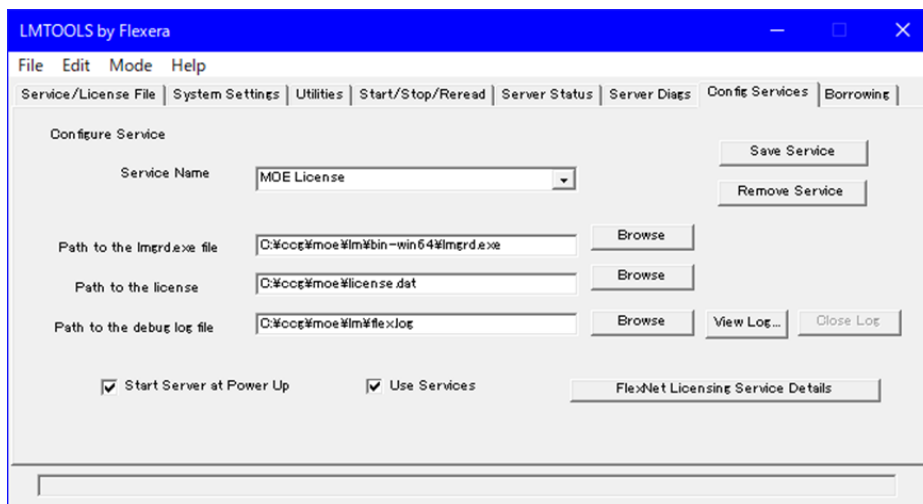 LMTOOLS by Flexera
File Edit Mode Help
Service/License File System Settings Utilities Start/Stop/Reread Server Status Server Diags Config Services Borrowing
Configure Service
Save Service
Service Name MOE License
Remove Service
Browse
Path to the lmgrd.exe file C:¥ccg¥moe¥lm¥bin-win64¥lmgrd.exe
Path to the license C:¥ccg¥moe¥license.dat Browse
Path to the debug log file C:¥ccg¥moe¥lm¥flex.log Browse View Log... Close Log
Start Server at Power Up Use Services FlexNet Licensing Service Details